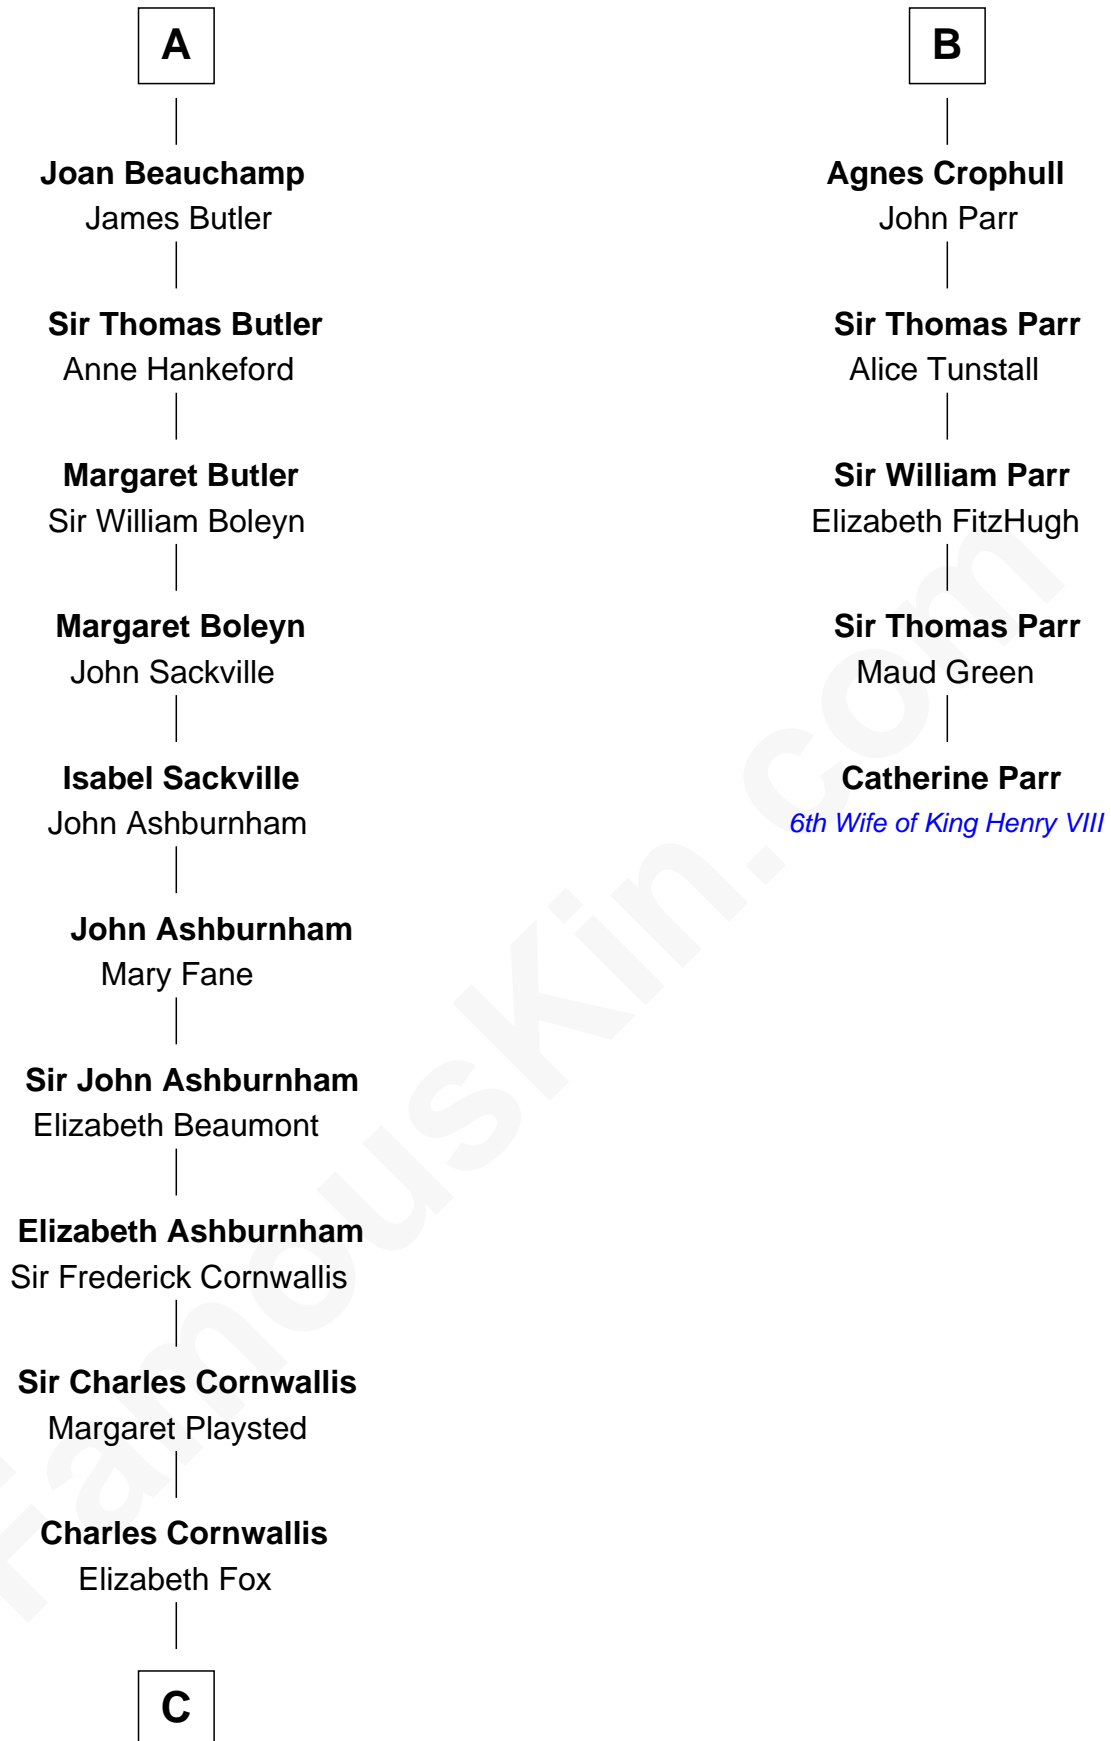 A
Joan Beauchamp
James Butler
Sir Thomas Butler
Anne Hankeford
Margaret Butler
Sir William Boleyn
Margaret Boleyn
John Sackville
Isabel Sackville
John Ashburnham
John Ashburnham
Mary Fane
Sir John Ashburnham
Elizabeth Beaumont
Elizabeth Ashburnham
Sir Frederick Cornwallis
Sir Charles Cornwallis
Margaret Playsted
Charles Cornwallis
Elizabeth Fox
C
B
Agnes Crophull
John Parr
Sir Thomas Parr
Alice Tunstall
Sir William Parr
Elizabeth FitzHugh
Sir Thomas Parr
Maud Green
Catherine Parr
6th Wife of King Henry VIII
FamousKin.com